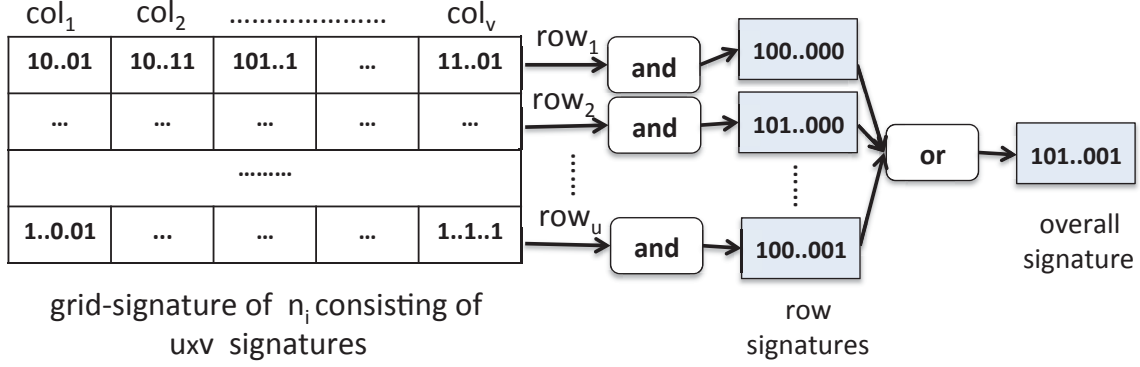 col1 col2 ..................... colv
10..01 10..11 101..1 ... 11..01 row1 and 100..000
... ... ... ... ... row2 and 101..000 or 101..001
......... ...... ......
1..0.01 ... ... ... 1..1..1 rowu and 100..001
overall
signature
grid-signature of ni consisting of
uxv signatures
row
signatures